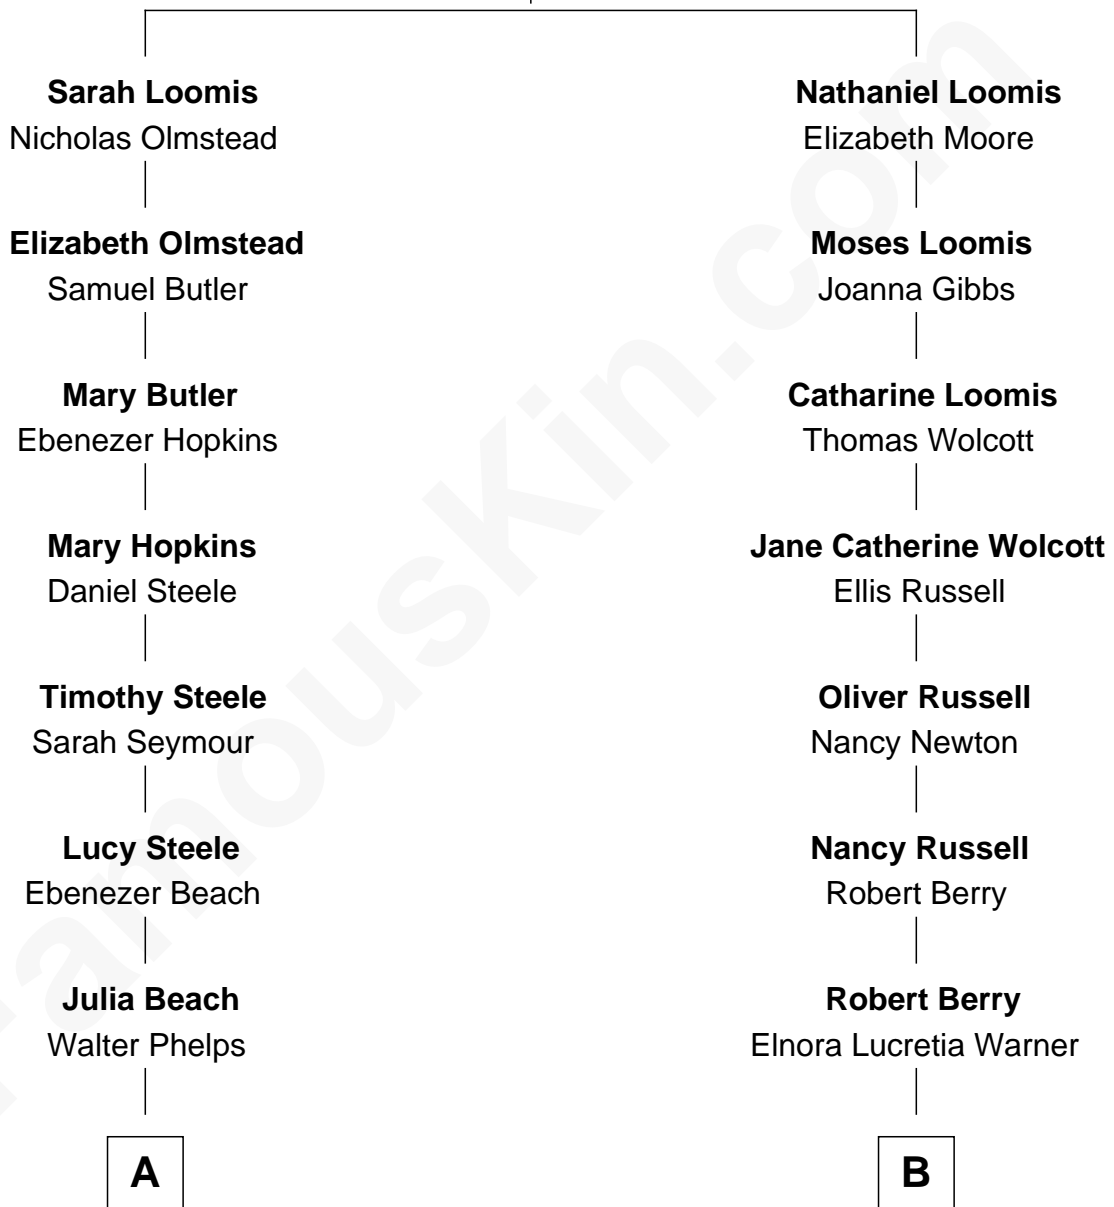 Sarah Loomis
Nicholas Olmstead
Elizabeth Olmstead
Samuel Butler
Mary Butler
Ebenezer Hopkins
Mary Hopkins
Daniel Steele
Timothy Steele
Sarah Seymour
Lucy Steele
Ebenezer Beach
Julia Beach
Walter Phelps
A
Nathaniel Loomis
Elizabeth Moore
Moses Loomis
Joanna Gibbs
Catharine Loomis
Thomas Wolcott
Jane Catherine Wolcott
Ellis Russell
Oliver Russell
Nancy Newton
Nancy Russell
Robert Berry
Robert Berry
Elnora Lucretia Warner
B
FamousKin.com